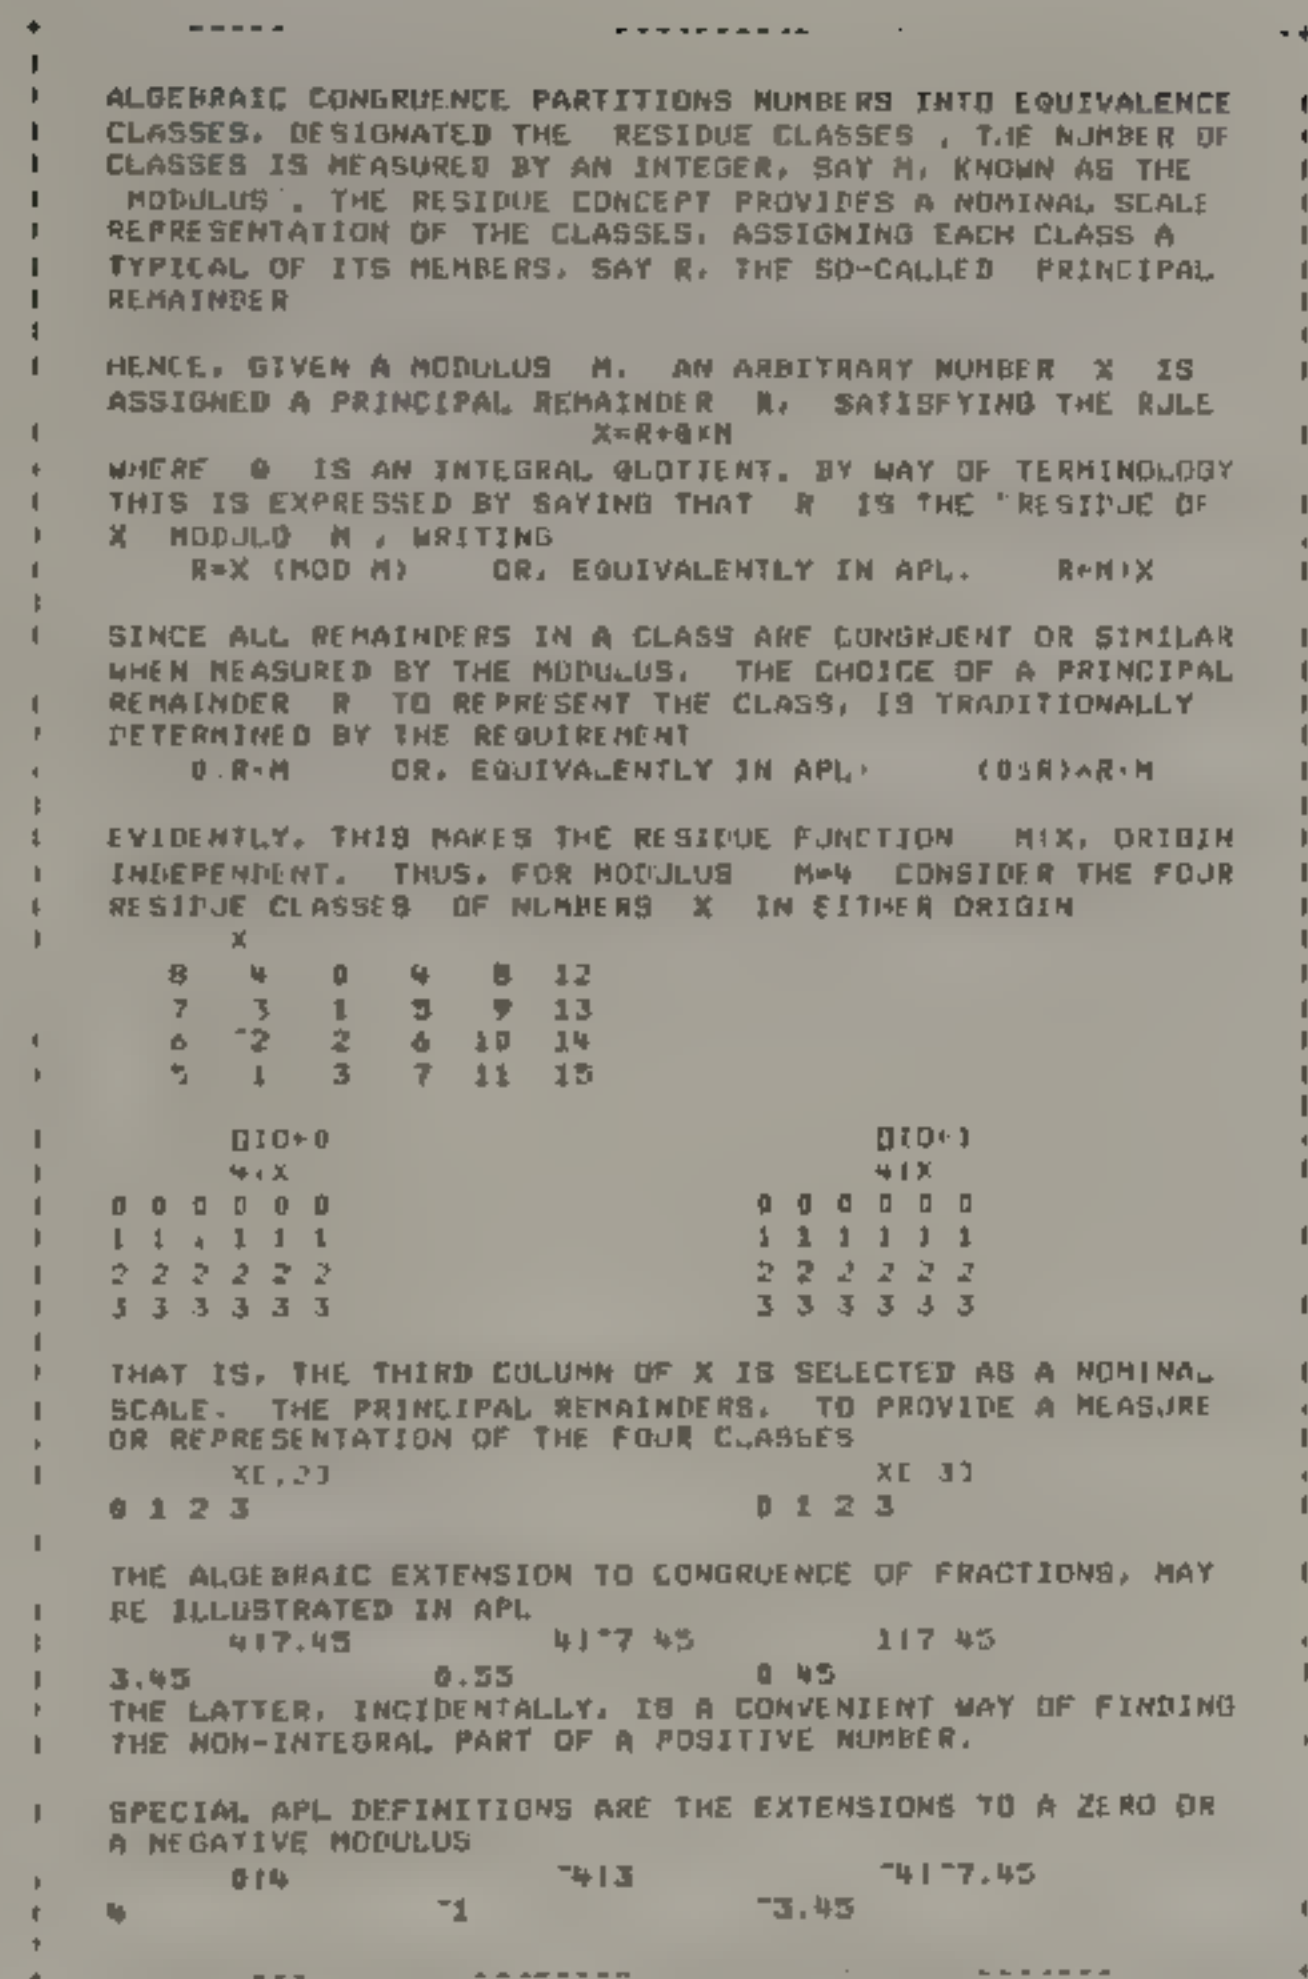 ALGEBRAIC CONGRUENCE PARTITIONS NUMBERS INTO EQUIVALENCE
CLASSES, DESIGNATED THE RESIDUE CLASSES , THE NUMBER OF
CLASSES IS MEASURED BY AN INTEGER, SAY M, KNOWN AS THE
MODULUS . THE RESIDUE CONCEPT PROVIDES A NOMINAL SCALE
REPRESENTATION OF THE CLASSES, ASSIGNING EACH CLASS A
TYPICAL OF ITS MEMBERS, SAY R, THE SO-CALLED PRINCIPAL
REMAINDER
HENCE, GIVEN A MODULUS M, AN ARBITRARY NUMBER X IS
ASSIGNED A PRINCIPAL REMAINDER R, SATISFYING THE RULE
X=R+Q×M
WHERE Q IS AN INTEGRAL QUOTIENT. BY WAY OF TERMINOLOGY
THIS IS EXPRESSED BY SAYING THAT R IS THE "RESIDUE OF
X MODULO M , WRITING
R=X (MOD M) OR, EQUIVALENTLY IN APL, R←M|X
SINCE ALL REMAINDERS IN A CLASS ARE CONGRUENT OR SIMILAR
WHEN MEASURED BY THE MODULUS, THE CHOICE OF A PRINCIPAL
REMAINDER R TO REPRESENT THE CLASS, IS TRADITIONALLY
DETERMINED BY THE REQUIREMENT
0 R M OR, EQUIVALENTLY IN APL, (0≤R)∧R<M
EVIDENTLY, THIS MAKES THE RESIDUE FUNCTION M|X, ORIGIN
INDEPENDENT. THUS, FOR MODULUS M=4 CONSIDER THE FOUR
RESIDUE CLASSES OF NUMBERS X IN EITHER ORIGIN
X
8 4 0 4 8 12
7 3 1 5 9 13
6 ¯2 2 6 10 14
5 1 3 7 11 15
⎕IO←0 ⎕IO←1
4|X 4|X
0 0 0 0 0 0 0 0 0 0 0 0
1 1 1 1 1 1 1 1 1 1 1 1
2 2 2 2 2 2 2 2 2 2 2 2
3 3 3 3 3 3 3 3 3 3 3 3
THAT IS, THE THIRD COLUMN OF X IS SELECTED AS A NOMINAL
SCALE, THE PRINCIPAL REMAINDERS, TO PROVIDE A MEASURE
OR REPRESENTATION OF THE FOUR CLASSES
X[;2] X[ 3]
0 1 2 3 0 1 2 3
THE ALGEBRAIC EXTENSION TO CONGRUENCE OF FRACTIONS, MAY
BE ILLUSTRATED IN APL
4|7.45 4|¯7 45 1|7 45
3.45 0.55 0 45
THE LATTER, INCIDENTALLY, IS A CONVENIENT WAY OF FINDING
THE NON-INTEGRAL PART OF A POSITIVE NUMBER.
SPECIAL APL DEFINITIONS ARE THE EXTENSIONS TO A ZERO OR
A NEGATIVE MODULUS
0|4 ¯4|3 ¯4|¯7.45
4 ¯1 ¯3.45